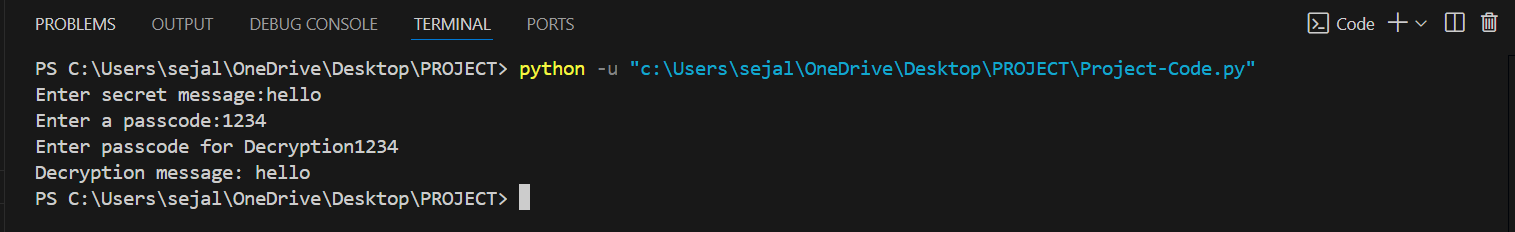 PROBLEMS OUTPUT DEBUG CONSOLE TERMINAL PORTS Code
PS C:\Users\sejal\OneDrive\Desktop\PROJECT> python -u "c:\Users\sejal\OneDrive\Desktop\PROJECT\Project-Code.py"
Enter secret message:hello
Enter a passcode:1234
Enter passcode for Decryption1234
Decryption message: hello
PS C:\Users\sejal\OneDrive\Desktop\PROJECT>